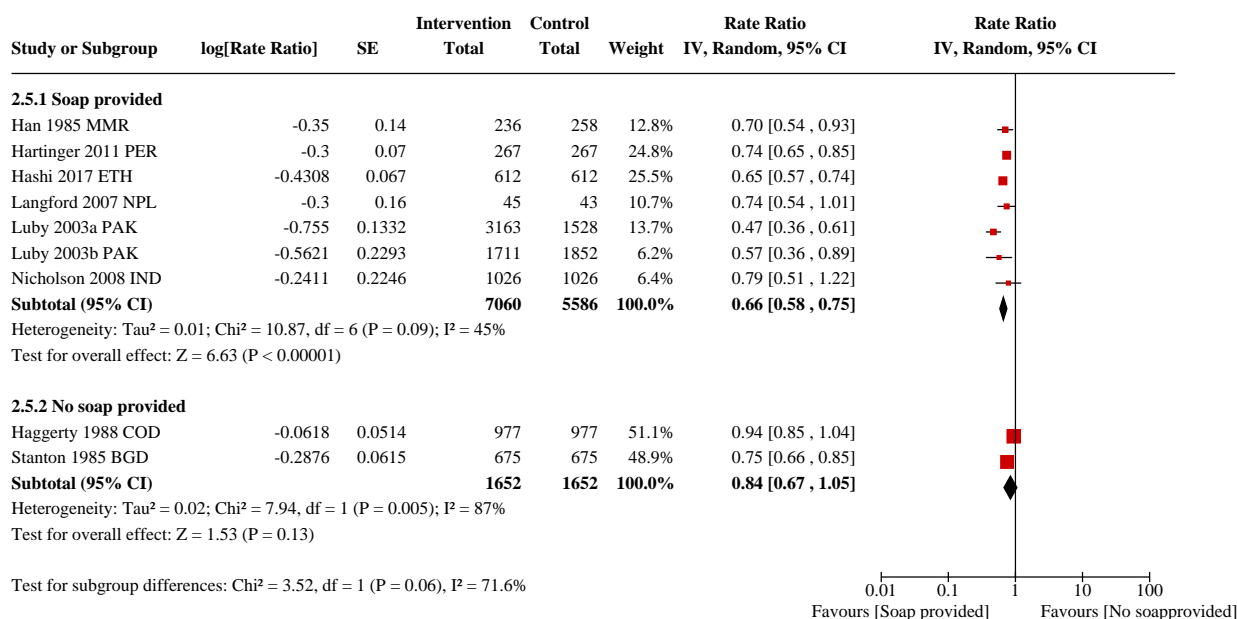 Intervention Control Rate Ratio Rate Ratio
Study or Subgroup log[Rate Ratio] SE Total Total Weight IV, Random, 95% CI IV, Random, 95% CI
2.5.1 Soap provided
Han 1985 MMR -0.35 0.14 236 258 12.8% 0.70 [0.54 , 0.93]
Hartinger 2011 PER -0.3 0.07 267 267 24.8% 0.74 [0.65 , 0.85]
Hashi 2017 ETH -0.4308 0.067 612 612 25.5% 0.65 [0.57 , 0.74]
Langford 2007 NPL -0.3 0.16 45 43 10.7% 0.74 [0.54 , 1.01]
Luby 2003a PAK -0.755 0.1332 3163 1528 13.7% 0.47 [0.36 , 0.61]
Luby 2003b PAK -0.5621 0.2293 1711 1852 6.2% 0.57 [0.36 , 0.89]
Nicholson 2008 IND -0.2411 0.2246 1026 1026 6.4% 0.79 [0.51 , 1.22]
Subtotal (95% CI) 7060 5586 100.0% 0.66 [0.58 , 0.75]
Heterogeneity: Tau² = 0.01; Chi² = 10.87, df = 6 (P = 0.09); I² = 45%
Test for overall effect: Z = 6.63 (P < 0.00001)
2.5.2 No soap provided
Haggerty 1988 COD -0.0618 0.0514 977 977 51.1% 0.94 [0.85 , 1.04]
Stanton 1985 BGD -0.2876 0.0615 675 675 48.9% 0.75 [0.66 , 0.85]
Subtotal (95% CI) 1652 1652 100.0% 0.84 [0.67 , 1.05]
Heterogeneity: Tau² = 0.02; Chi² = 7.94, df = 1 (P = 0.005); I² = 87%
Test for overall effect: Z = 1.53 (P = 0.13)
Test for subgroup differences: Chi² = 3.52, df = 1 (P = 0.06), I² = 71.6%
0.01 0.1 1 10 100
Favours [Soap provided] Favours [No soapprovided]